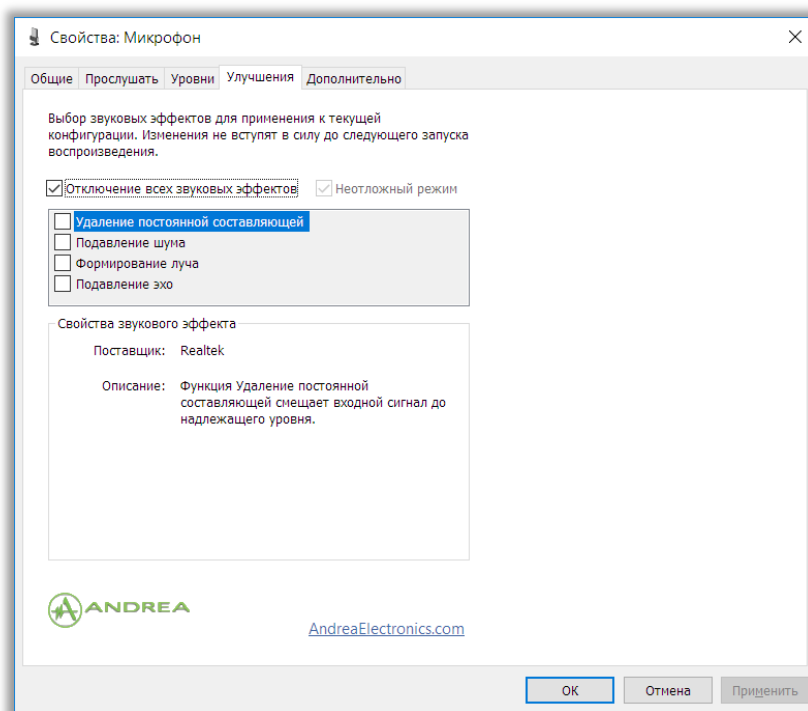 Свойства: Микрофон
Общие Прослушать Уровни Улучшения Дополнительно
Выбор звуковых эффектов для применения к текущей
конфигурации. Изменения не вступят в силу до следующего запуска
воспроизведения.
Отключение всех звуковых эффектов Неотложный режим
Удаление постоянной составляющей
Подавление шума
Формирование луча
Подавление эхо
Свойства звукового эффекта
Поставщик: Realtek
Описание: Функция Удаление постоянной
составляющей смещает входной сигнал до
надлежащего уровня.
ANDREA
AndreaElectronics.com
ОК Отмена Применить